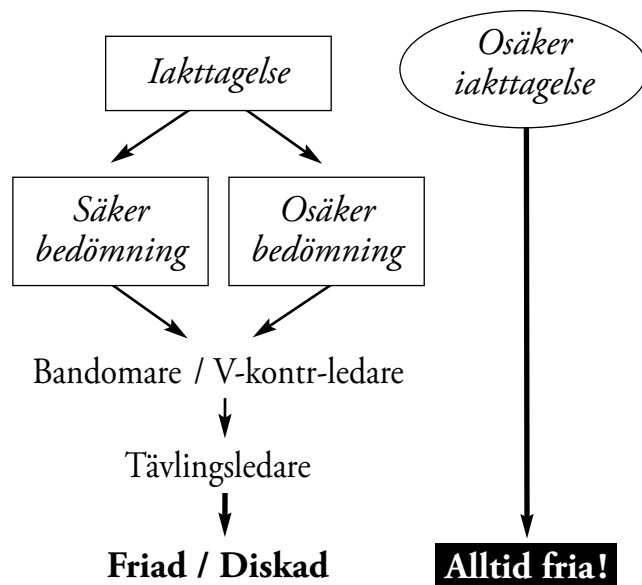 Iakttagelse
Osäker
iakttagelse
Säker
bedömning
Osäker
bedömning
Bandomare / V-kontr-ledare
Tävlingsledare
Friad / Diskad
Alltid fria!